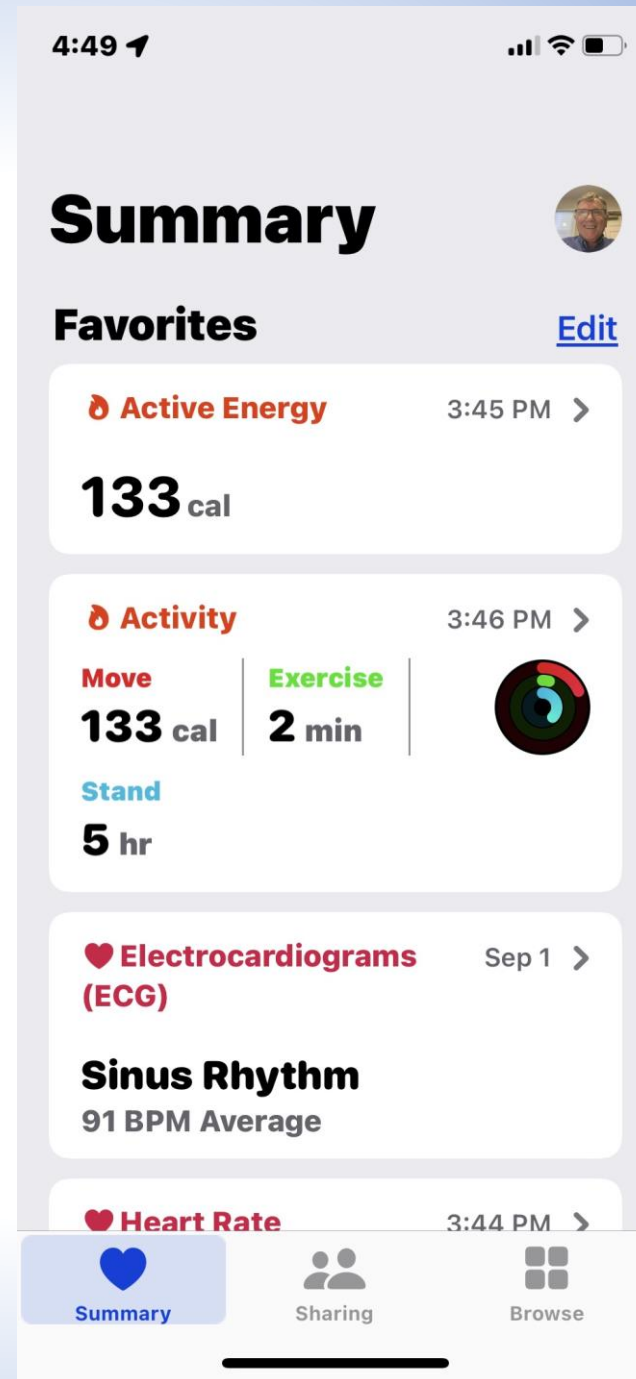 4:49
Summary
Favorites
Edit
Active Energy
3:45 PM
133 cal
Activity
3:46 PM
Move
Exercise
133 cal
2 min
Stand
5 hr
Electrocardiograms
(ECG)
Sep 1
Sinus Rhythm
91 BPM Average
Heart Rate
3:44 PM
Summary
Sharing
Browse